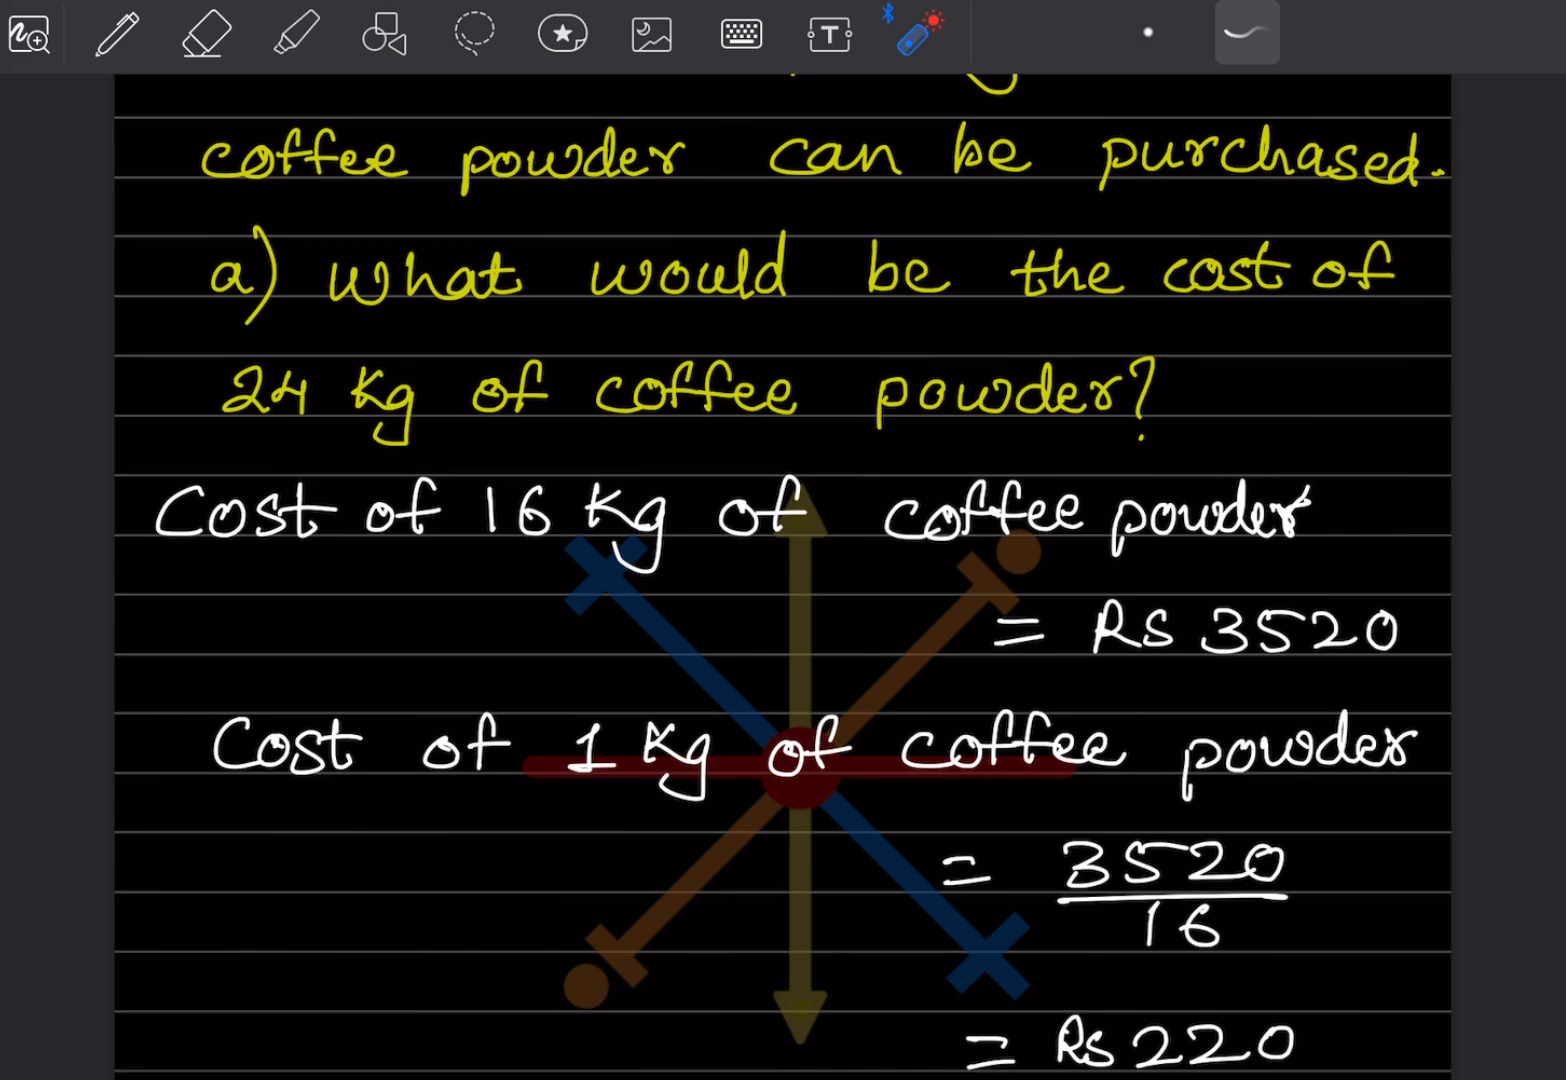 coffee powder can be purchased.
a) what would be the cost of
24 kg of coffee powder?
Cost of 16 kg of coffee powder
= Rs 3520
Cost of 1 kg of coffee powder
= 3520
16
= Rs 220